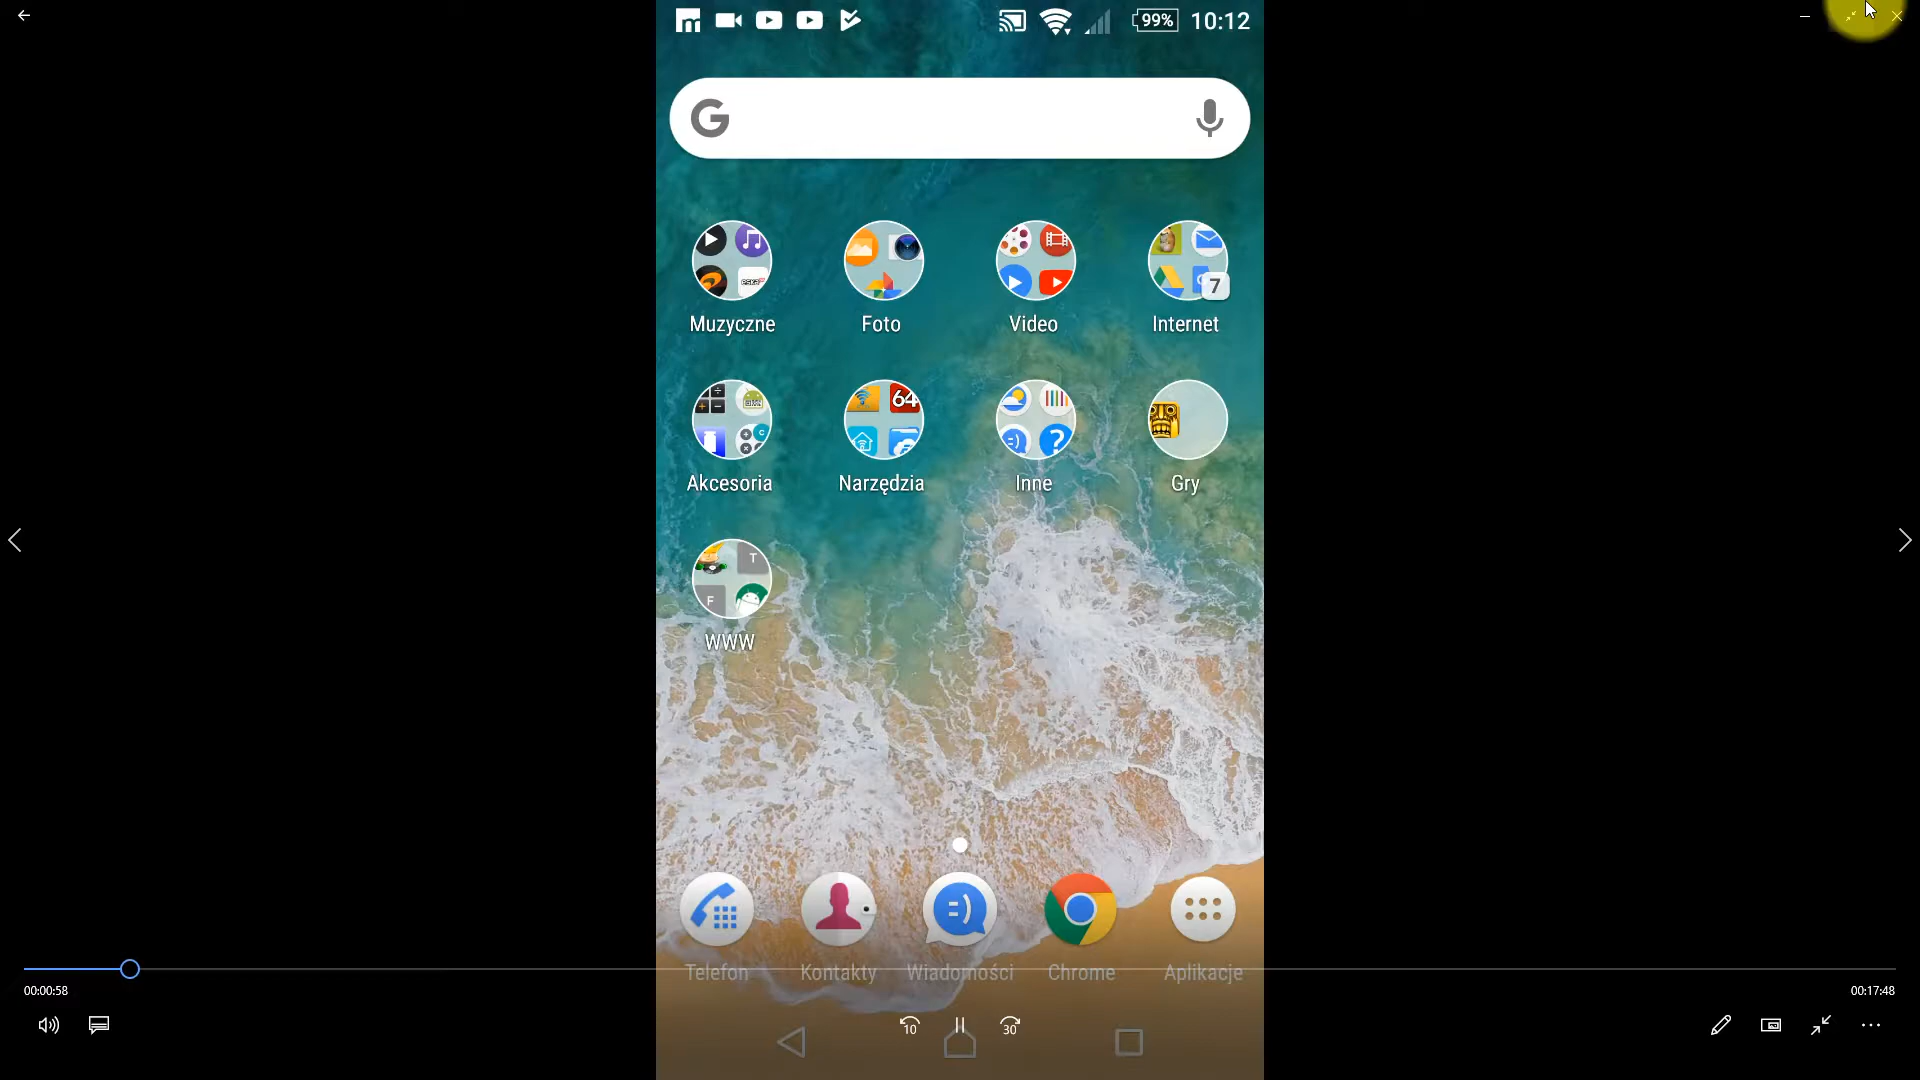 99% 10:12
G
Muzyczne Foto Video Internet
7
64
Akcesoria Narzędzia Inne Gry
T
F
WWW
Telefon Kontakty Wiadomości Chrome Aplikacje
00:00:58 00:17:48
10 30